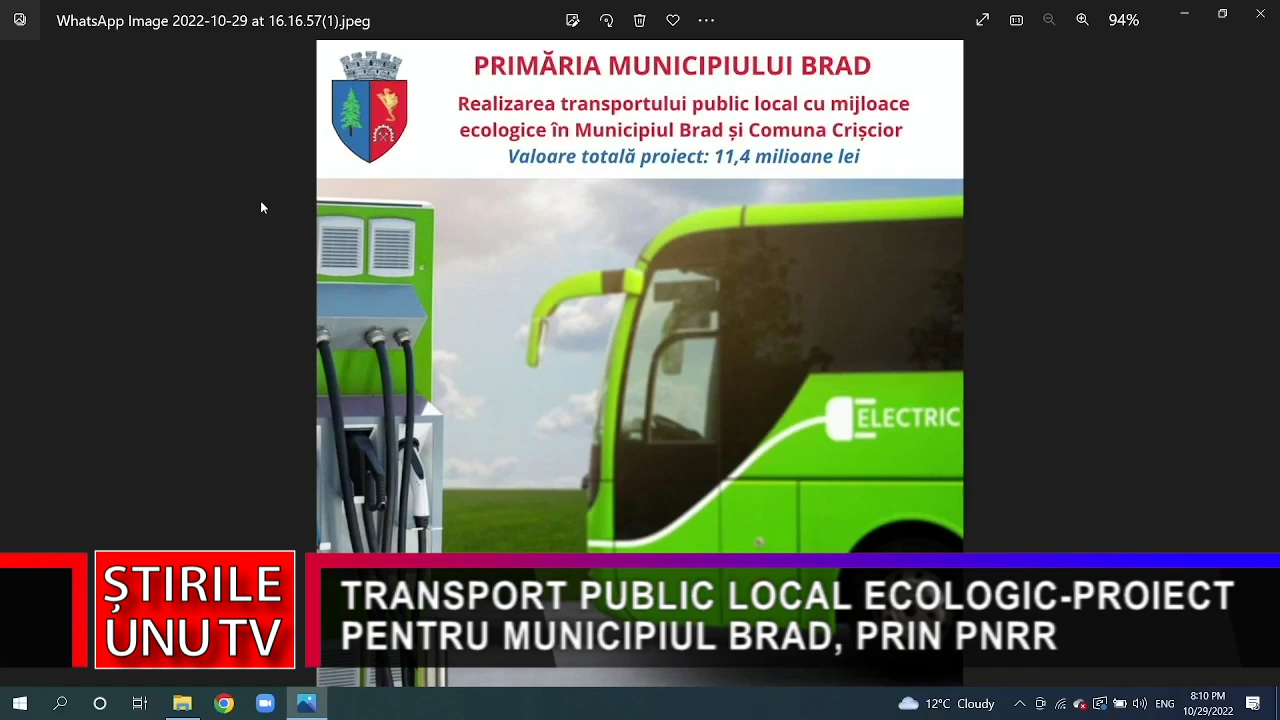 WhatsApp Image 2022-10-29 at 16.16.57(1).jpeg
94%
PRIMĂRIA MUNICIPIULUI BRAD
Realizarea transportului public local cu mijloace
ecologice în Municipiul Brad și Comuna Crișcior
Valoare totală proiect: 11,4 milioane lei
ELECTRIC
ȘTIRILE
UNU TV
TRANSPORT PUBLIC LOCAL ECOLOGIC-PROIECT
PENTRU MUNICIPIUL BRAD, PRIN PNRR
12°C Cloudy
8:10 PM
10/29/2022